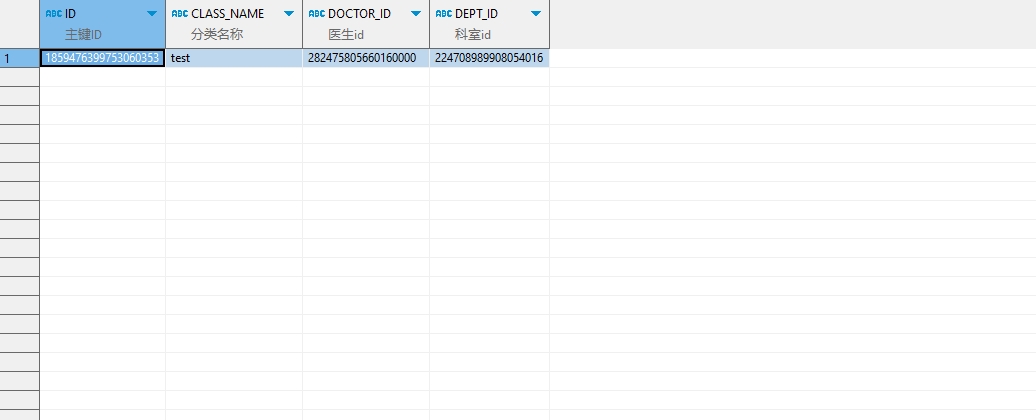 ABC ID ABC CLASS_NAME ABC DOCTOR_ID ABC DEPT_ID
主键ID 分类名称 医生id 科室id
1 1859476399753060353 test 282475805660160000 224708989908054016